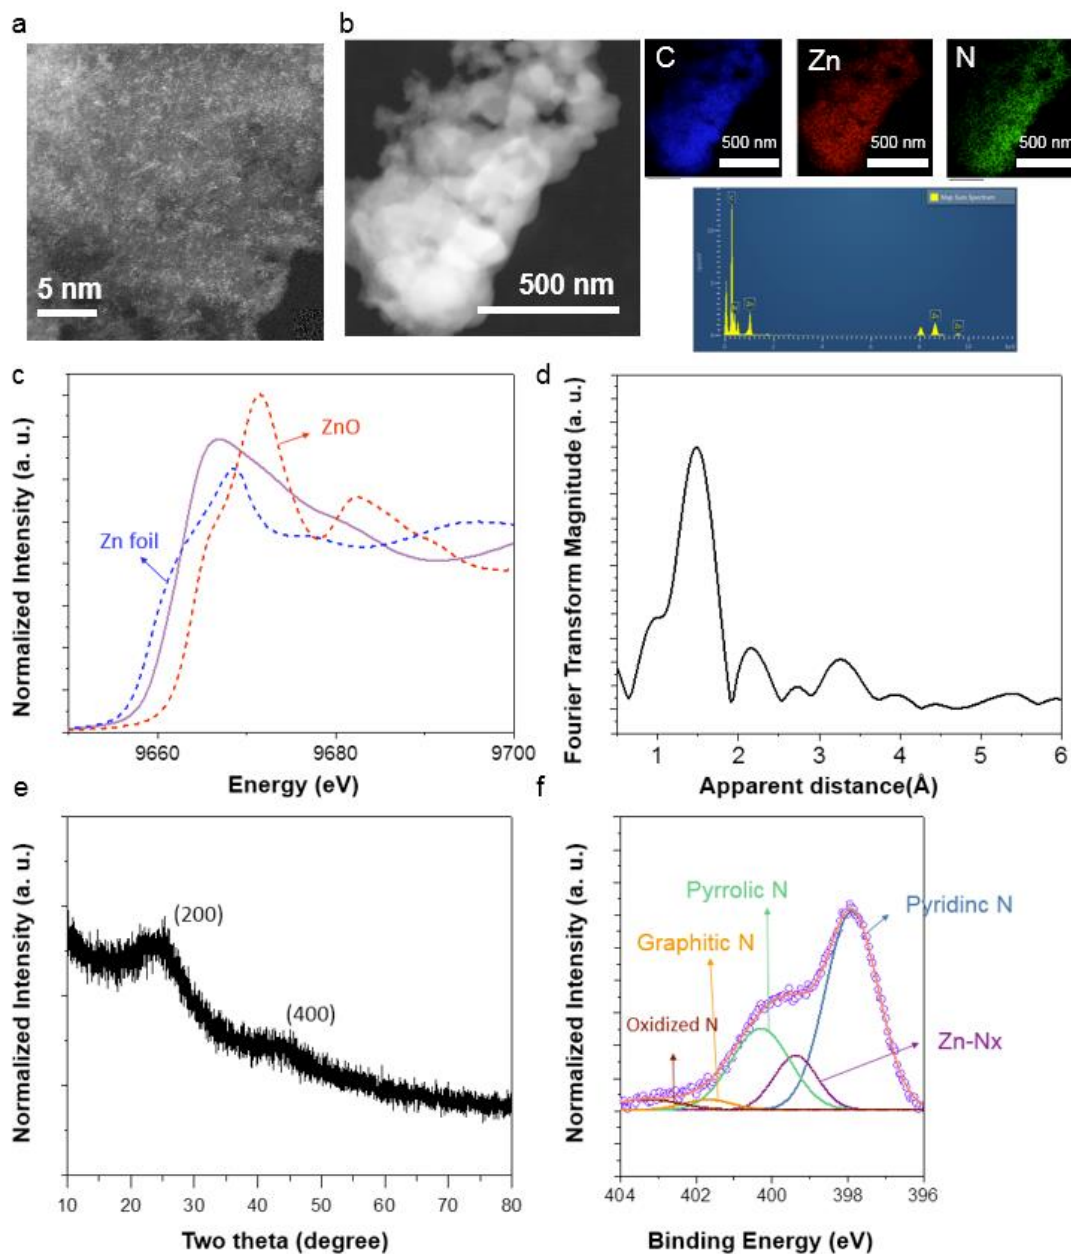 a
b
5 nm
500 nm
C
Zn
N
500 nm
500 nm
500 nm
Map Sum Spectrum
c
Normalized Intensity (a. u.)
ZnO
Zn foil
9660
9680
9700
Energy (eV)
d
Fourier Transform Magnitude (a. u.)
1
2
3
4
5
6
Apparent distance(Å)
e
Normalized Intensity (a. u.)
(200)
(400)
10
20
30
40
50
60
70
80
Two theta (degree)
f
Normalized Intensity (a. u.)
Pyrrolic N
Pyridinc N
Graphitic N
Oxidized N
Zn-Nx
404
402
400
398
396
Binding Energy (eV)